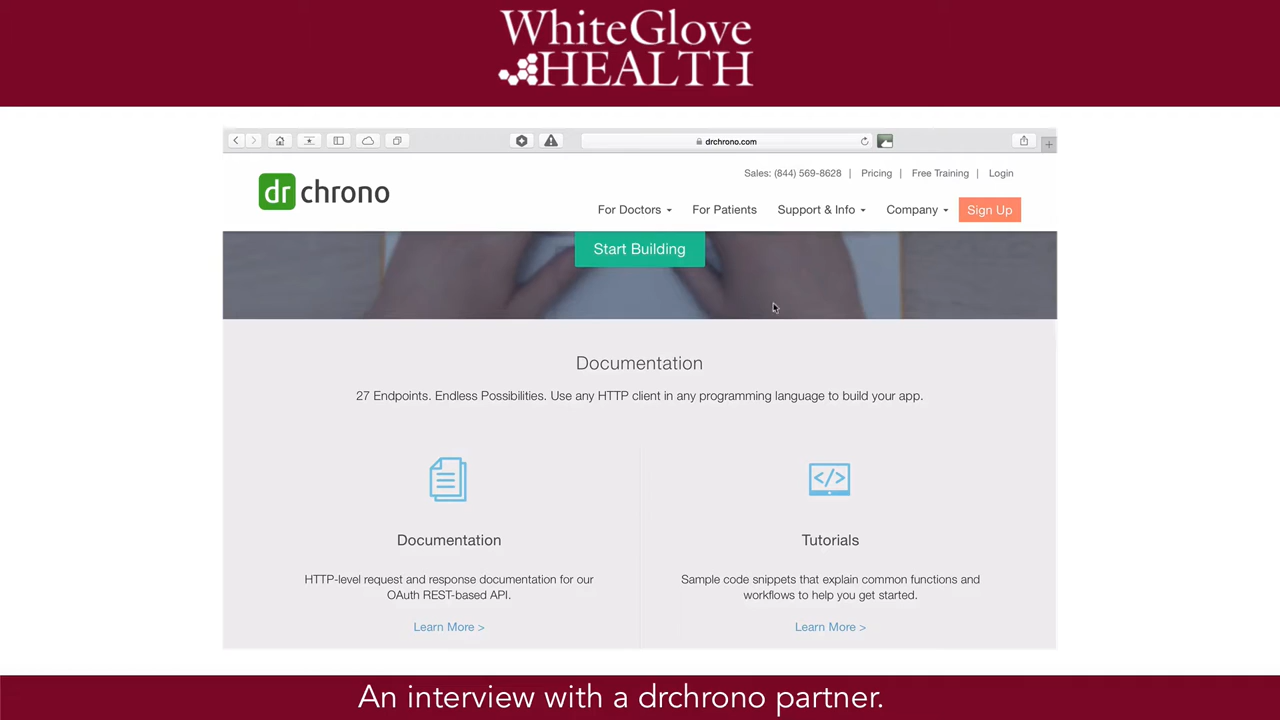 WhiteGlove
HEALTH
drchrono.com
Sales: (844) 569-8628 | Pricing | Free Training | Login
dr chrono
For Doctors For Patients Support & Info Company Sign Up
Start Building
Documentation
27 Endpoints. Endless Possibilities. Use any HTTP client in any programming language to build your app.
Documentation
HTTP-level request and response documentation for our
OAuth REST-based API.
Learn More >
Tutorials
Sample code snippets that explain common functions and
workflows to help you get started.
Learn More >
An interview with a drchrono partner.